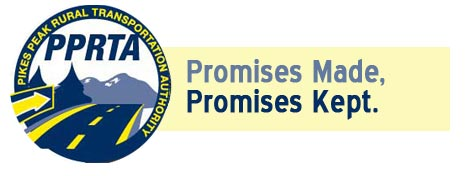 PIKES PEAK RURAL TRANSPORTATION AUTHORITY
PPRTA
Promises Made,
Promises Kept.